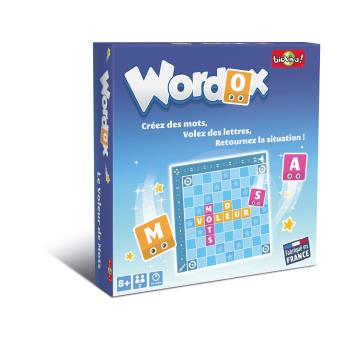 bioviva!
Wordox
Créez des mots,
Volez des lettres,
Retournez la situation !
Wordox
Le Voleur de Mots
A
S
M
D
VOLEUR
MOTS
8+
Fabriqué en
FRANCE